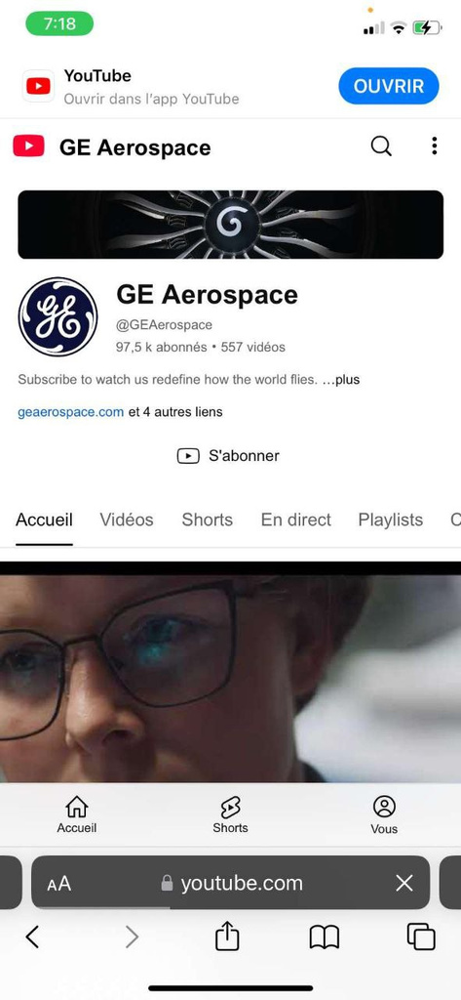 7:18
YouTube
Ouvrir dans l'app YouTube
OUVRIR
GE Aerospace
GE
GE Aerospace
@GEAerospace
97,5 k abonnés • 557 vidéos
Subscribe to watch us redefine how the world flies. ...plus
geaerospace.com et 4 autres liens
S'abonner
Accueil Vidéos Shorts En direct Playlists C
Accueil Shorts Vous
AA youtube.com